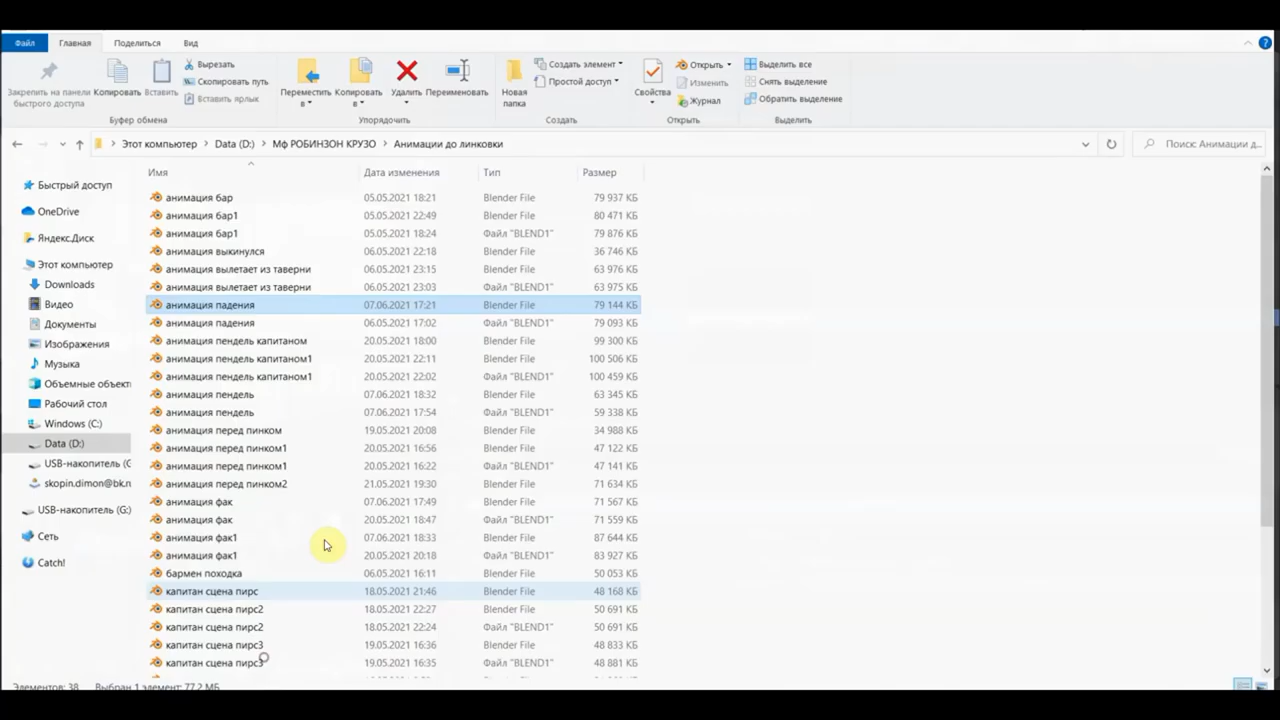 Файл Главная Поделиться Вид
Вырезать
Скопировать путь
Вставить ярлык
Закрепить на панели быстрого доступа
Копировать
Вставить
Буфер обмена
Переместить в
Копировать в
Удалить
Переименовать
Упорядочить
Новая папка
Создать элемент
Простой доступ
Создать
Свойства
Открыть
Изменить
Журнал
Открыть
Выделить все
Снять выделение
Обратить выделение
Выделить
Этот компьютер > Data (D:) > Мф РОБИНЗОН КРУЗО > Анимации до линковки
Поиск: Анимации д...
Быстрый доступ
OneDrive
Яндекс.Диск
Этот компьютер
Downloads
Видео
Документы
Изображения
Музыка
Объемные объект
Рабочий стол
Windows (C:)
Data (D:)
USB-накопитель (G
skopin.dimon@bk.r
USB-накопитель (G:)
Сеть
Catch!
Имя Дата изменения Тип Размер
анимация бар 05.05.2021 18:21 Blender File 79 937 КБ
анимация бар1 05.05.2021 22:49 Blender File 80 471 КБ
анимация бар1 05.05.2021 18:24 Файл "BLEND1" 79 876 КБ
анимация выкинулся 06.05.2021 22:18 Blender File 36 746 КБ
анимация вылетает из таверни 06.05.2021 23:15 Blender File 63 976 КБ
анимация вылетает из таверни 06.05.2021 23:03 Файл "BLEND1" 63 975 КБ
анимация падения 07.06.2021 17:21 Blender File 79 144 КБ
анимация падения 06.05.2021 17:02 Файл "BLEND1" 79 093 КБ
анимация пендель капитаном 20.05.2021 18:00 Blender File 99 300 КБ
анимация пендель капитаном1 20.05.2021 22:11 Blender File 100 506 КБ
анимация пендель капитаном1 20.05.2021 22:02 Файл "BLEND1" 100 459 КБ
анимация пендель 07.06.2021 18:32 Blender File 63 345 КБ
анимация пендель 07.06.2021 17:54 Файл "BLEND1" 59 338 КБ
анимация перед пинком 19.05.2021 20:08 Blender File 34 988 КБ
анимация перед пинком1 20.05.2021 16:56 Blender File 47 122 КБ
анимация перед пинком1 20.05.2021 16:22 Файл "BLEND1" 47 141 КБ
анимация перед пинком2 21.05.2021 19:30 Blender File 71 634 КБ
анимация фак 07.06.2021 17:49 Blender File 71 567 КБ
анимация фак 20.05.2021 18:47 Файл "BLEND1" 71 559 КБ
анимация фак1 07.06.2021 18:33 Blender File 87 644 КБ
анимация фак1 20.05.2021 20:18 Файл "BLEND1" 83 927 КБ
бармен походка 06.05.2021 16:11 Blender File 50 053 КБ
капитан сцена пирс 18.05.2021 21:46 Blender File 48 168 КБ
капитан сцена пирс2 18.05.2021 22:27 Blender File 50 691 КБ
капитан сцена пирс2 18.05.2021 22:24 Файл "BLEND1" 50 691 КБ
капитан сцена пирс3 19.05.2021 16:36 Blender File 48 833 КБ
капитан сцена пирс3 19.05.2021 16:35 Файл "BLEND1" 48 881 КБ
Элементов: 38 Выбран 1 элемент: 77,2 МБ